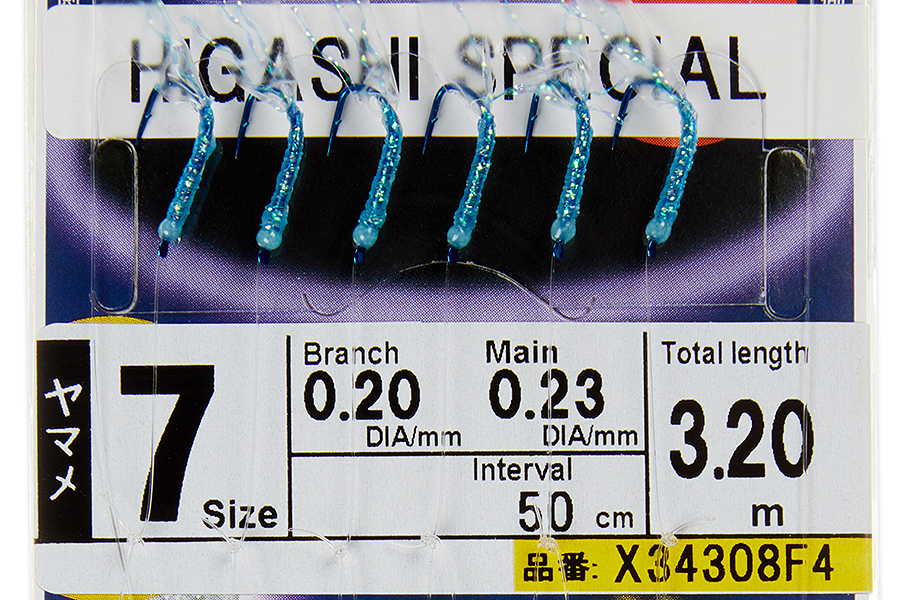 HIGASHI SPECIAL
ヤマメ
7 Size
Branch
0.20
DIA/mm
Main
0.23
DIA/mm
Interval
50 cm
Total length
3.20
m
品番: X34308F4